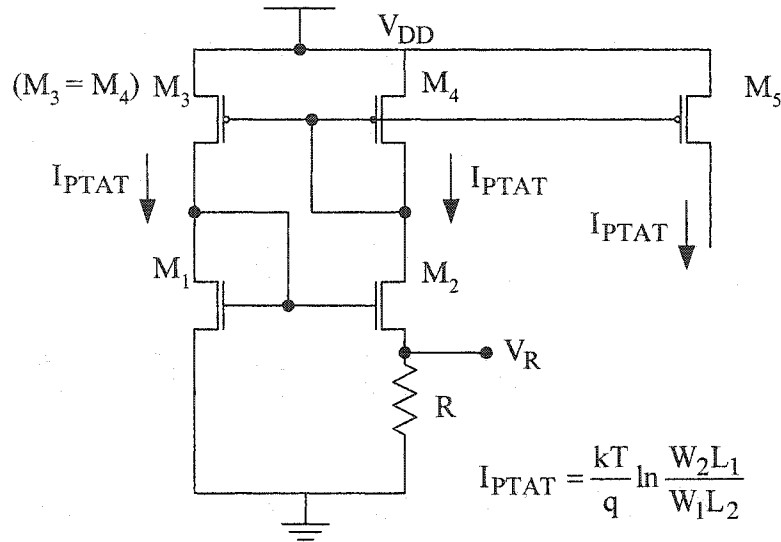 V_DD
(M_3 = M_4) M_3
M_4
M_5
I_PTAT
I_PTAT
I_PTAT
M_1
M_2
V_R
R
I_PTAT = kT/q ln W_2L_1/W_1L_2